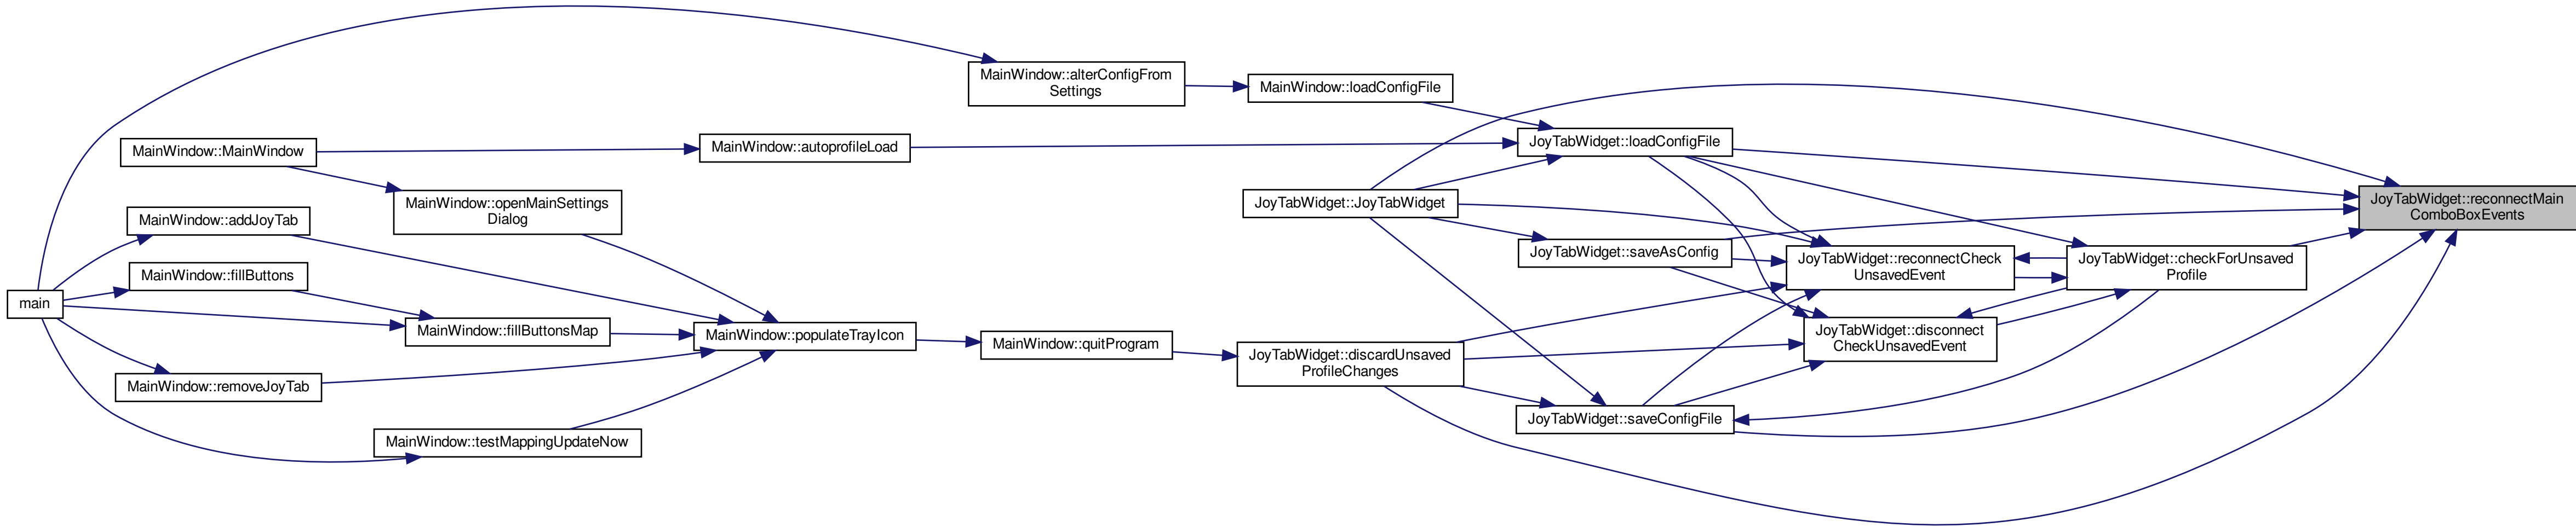 MainWindow::alterConfigFrom
Settings
MainWindow::loadConfigFile
MainWindow::MainWindow
MainWindow::autoprofileLoad
JoyTabWidget::loadConfigFile
MainWindow::openMainSettings
Dialog
JoyTabWidget::JoyTabWidget
JoyTabWidget::reconnectMain
ComboBoxEvents
MainWindow::addJoyTab
JoyTabWidget::saveAsConfig
JoyTabWidget::reconnectCheck
UnsavedEvent
JoyTabWidget::checkForUnsaved
Profile
MainWindow::fillButtons
main
MainWindow::fillButtonsMap
MainWindow::populateTrayIcon
MainWindow::quitProgram
JoyTabWidget::disconnect
CheckUnsavedEvent
JoyTabWidget::discardUnsaved
ProfileChanges
MainWindow::removeJoyTab
JoyTabWidget::saveConfigFile
MainWindow::testMappingUpdateNow